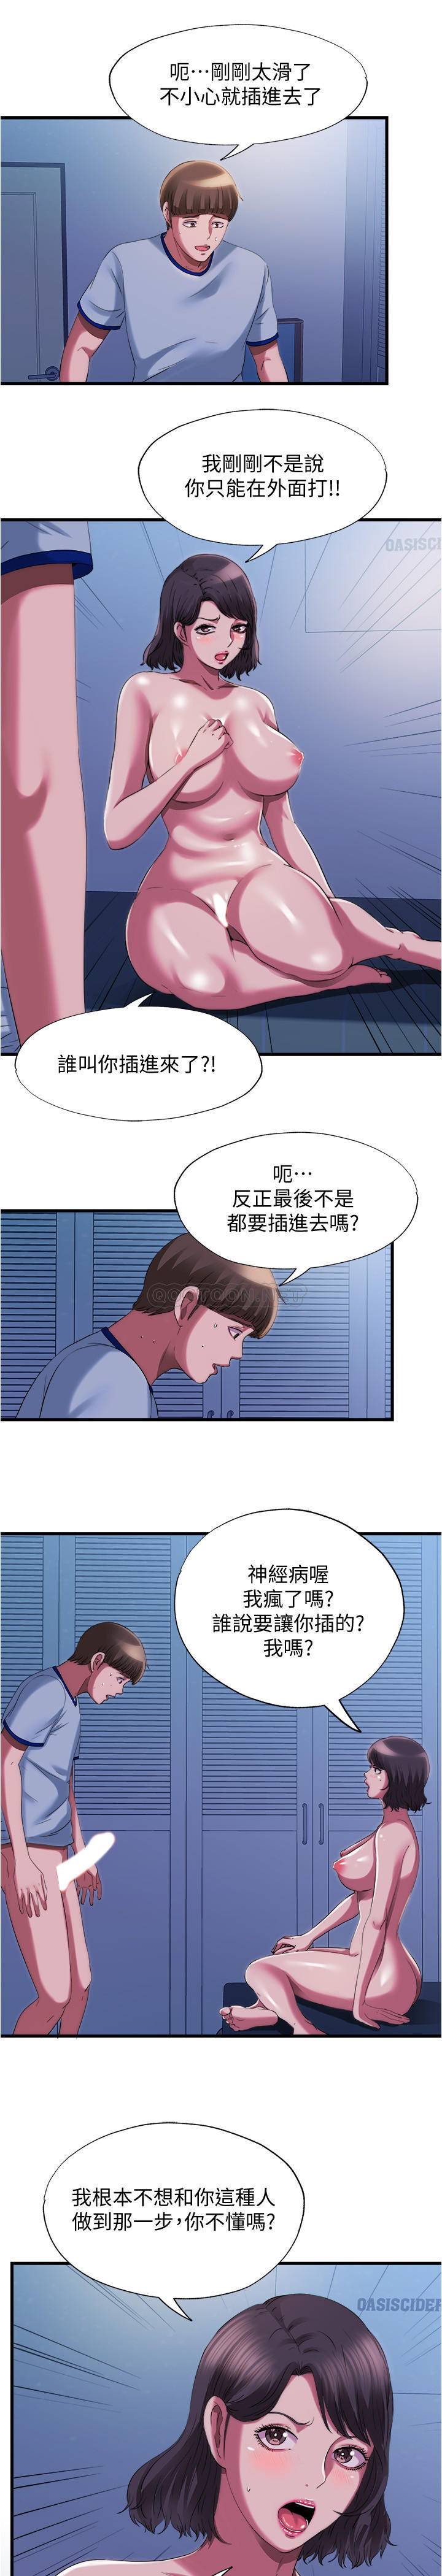 呃…剛剛太滑了
不小心就插進去了
我剛剛不是說
你只能在外面打!!
OASISCIDER
誰叫你插進來了?!
呃…
反正最後不是
都要插進去嗎?
神經病喔
我瘋了嗎?
誰說要讓你插的?
我嗎?
我根本不想和你這種人
做到那一步，你不懂嗎?
OASISCIDER